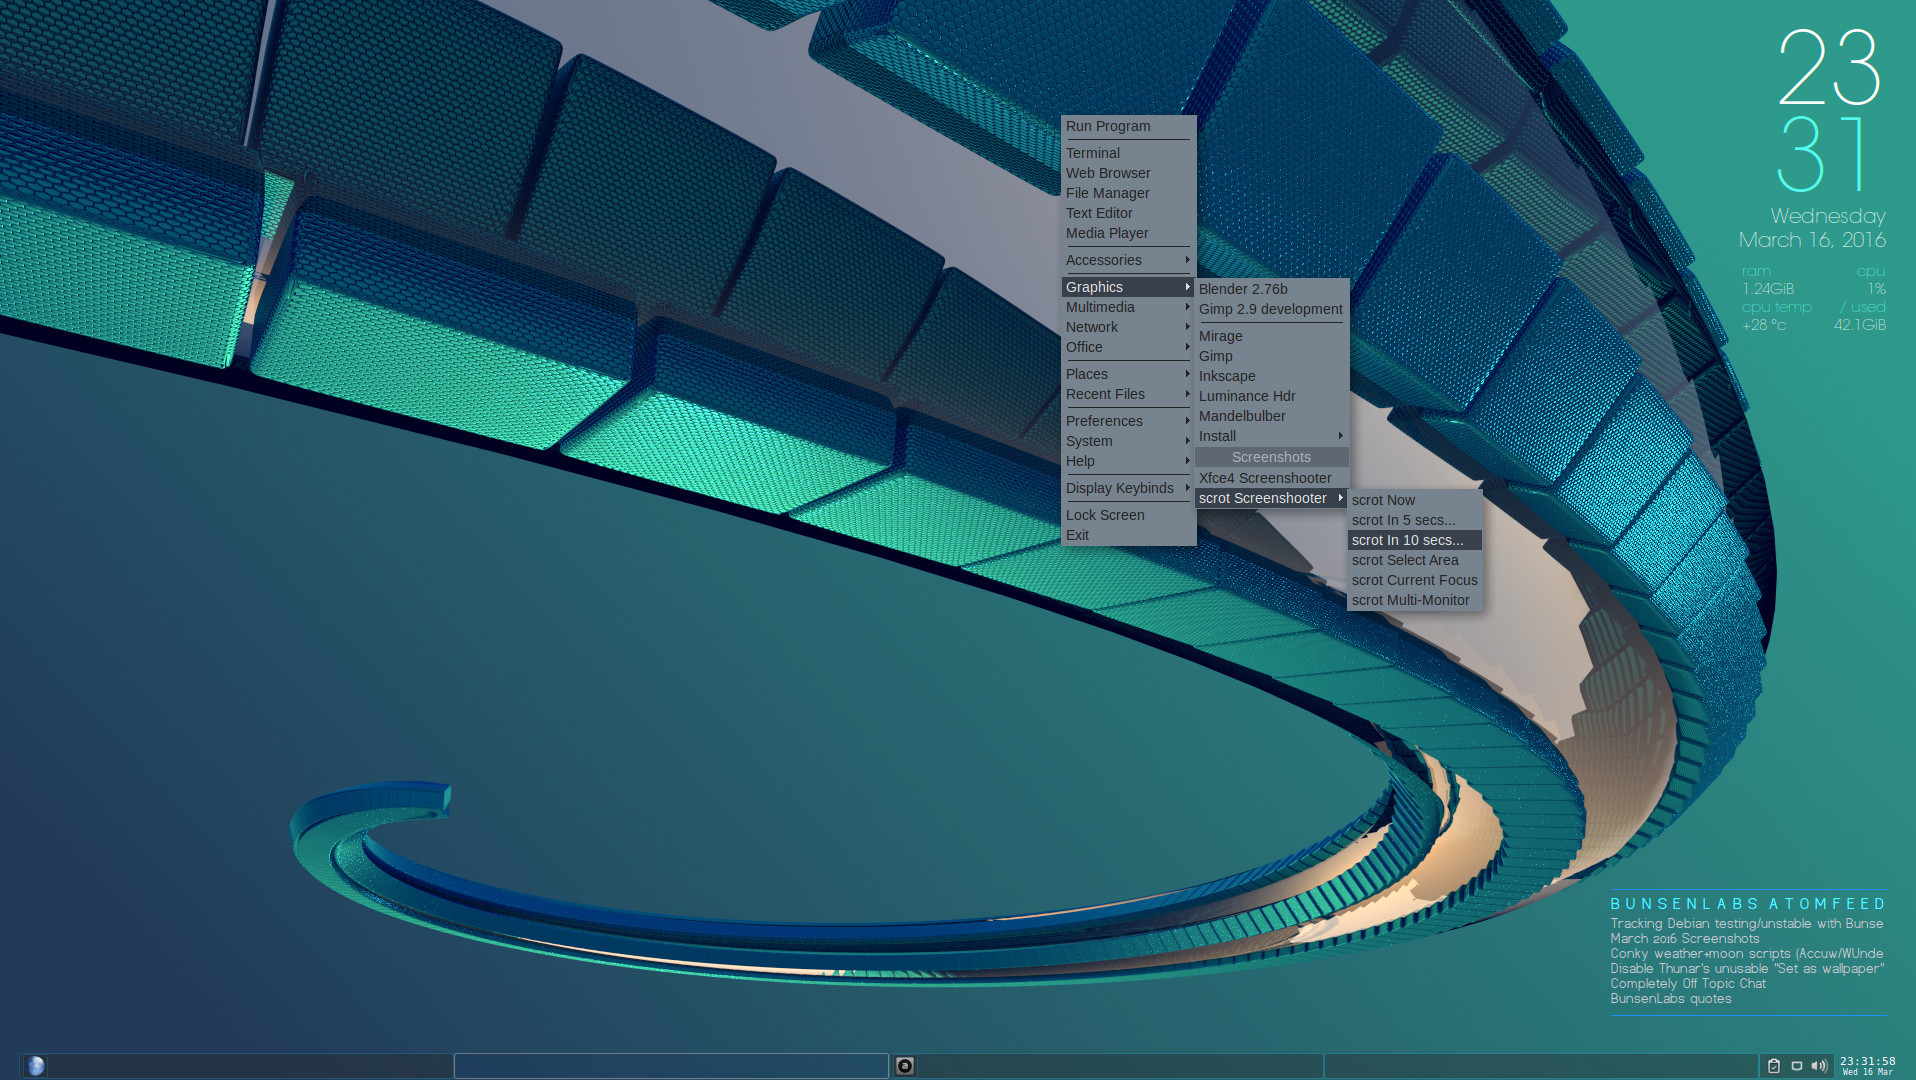 23
31
Wednesday
March 16, 2016
ram cpu
1.24GiB 1%
cpu temp / used
+28 °c 42.1GiB
Run Program
Terminal
Web Browser
File Manager
Text Editor
Media Player
Accessories
Graphics
Multimedia
Network
Office
Places
Recent Files
Preferences
System
Help
Display Keybinds
Lock Screen
Exit
Blender 2.76b
Gimp 2.9 development
Mirage
Gimp
Inkscape
Luminance Hdr
Mandelbulber
Install
Screenshots
Xfce4 Screenshooter
scrot Screenshooter
scrot Now
scrot In 5 secs...
scrot In 10 secs...
scrot Select Area
scrot Current Focus
scrot Multi-Monitor
BUNSENLABS ATOMFEED
Tracking Debian testing/unstable with Bunse
March 2016 Screenshots
Conky weather+moon scripts (Accuw/WUnde
Disable Thunar's unusable "Set as wallpaper"
Completely Off Topic Chat
BunsenLabs quotes
a
23:31:58
Wed 16 Mar